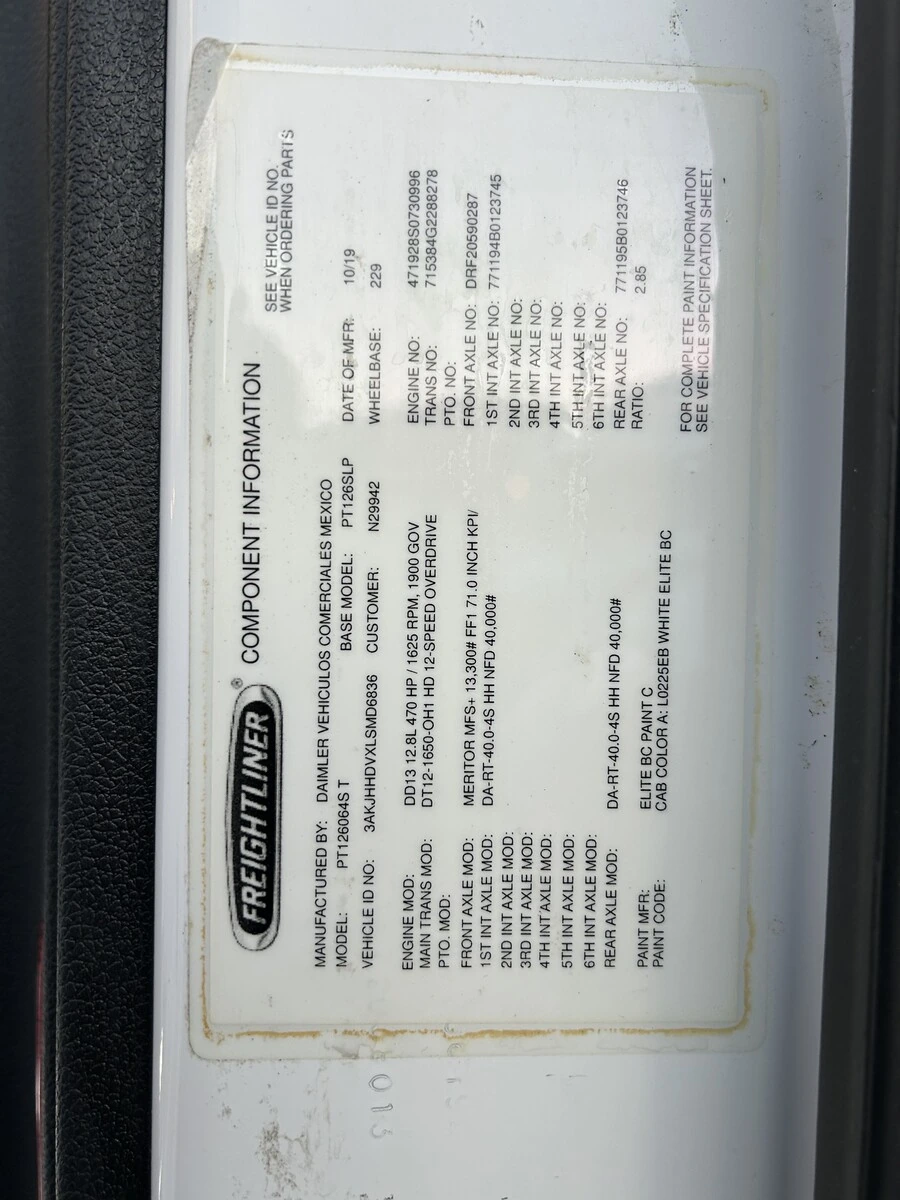 FREIGHTLINER® COMPONENT INFORMATION
SEE VEHICLE ID NO.
WHEN ORDERING PARTS
MANUFACTURED BY: DAIMLER VEHICULOS COMERCIALES MEXICO
MODEL: PT126064S T BASE MODEL: PT126SLP DATE OF MFR: 10/19
VEHICLE ID NO: 3AKJHHDVXLSMD6836 CUSTOMER: N29942 WHEELBASE: 229
ENGINE MOD: DD13 12.8L 470 HP / 1625 RPM, 1900 GOV ENGINE NO: 471928S0730996
MAIN TRANS MOD: DT12-1650-OH1 HD 12-SPEED OVERDRIVE TRANS NO: 715384G2288278
PTO. MOD: PTO. NO:
FRONT AXLE MOD: MERITOR MFS+ 13,300# FF1 71.0 INCH KPI/ FRONT AXLE NO: DRF20590287
1ST INT AXLE MOD: DA-RT-40.0-4S HH NFD 40,000# 1ST INT AXLE NO: 771194B0123745
2ND INT AXLE MOD: 2ND INT AXLE NO:
3RD INT AXLE MOD: 3RD INT AXLE NO:
4TH INT AXLE MOD: 4TH INT AXLE NO:
5TH INT AXLE MOD: 5TH INT AXLE NO:
6TH INT AXLE MOD: 6TH INT AXLE NO:
REAR AXLE MOD: DA-RT-40.0-4S HH NFD 40,000# REAR AXLE NO: 771195B0123746
RATIO: 2.85
PAINT MFR: ELITE BC PAINT C
PAINT CODE: CAB COLOR A: L0225EB WHITE ELITE BC
FOR COMPLETE PAINT INFORMATION
SEE VEHICLE SPECIFICATION SHEET.